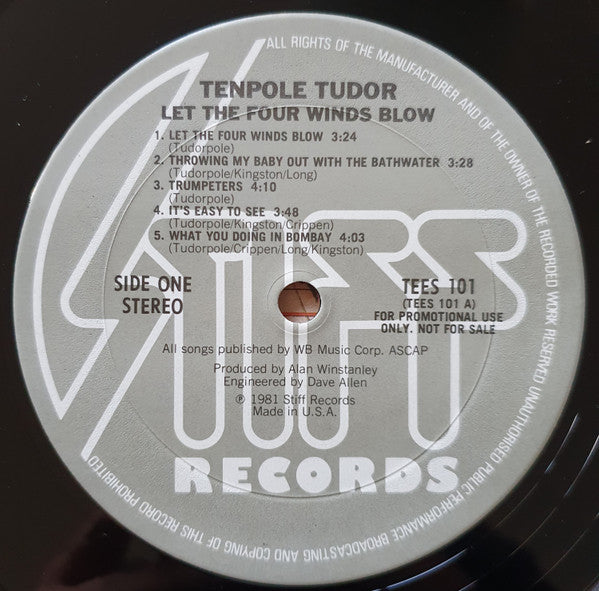 ALL RIGHTS OF THE MANUFACTURER AND OF THE OWNER OF THE RECORDED WORK RESERVED UNAUTHORISED PUBLIC PERFORMANCE BROADCASTING AND COPYING OF THIS RECORD PROHIBITED
TENPOLE TUDOR
LET THE FOUR WINDS BLOW
1. LET THE FOUR WINDS BLOW 3:24
(Tudorpole)
2. THROWING MY BABY OUT WITH THE BATHWATER 3:28
(Tudorpole/Kingston/Long)
3. TRUMPETERS 4:10
(Tudorpole)
4. IT'S EASY TO SEE 3:48
(Tudorpole/Kingston/Crippen)
5. WHAT YOU DOING IN BOMBAY 4:03
(Tudorpole/Crippen/Long/Kingston)
STIFF
SIDE ONE
STEREO
TEES 101
(TEES 101 A)
FOR PROMOTIONAL USE
ONLY. NOT FOR SALE
All songs published by WB Music Corp. ASCAP
Produced by Alan Winstanley
Engineered by Dave Allen
℗ 1981 Stiff Records
Made in U.S.A.
RECORDS